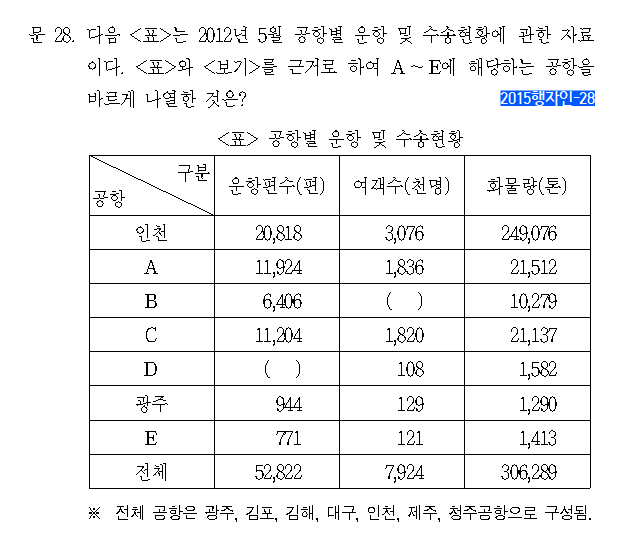 문 28. 다음 <표>는 2012년 5월 공항별 운항 및 수송현황에 관한 자료
이다. <표>와 <보기>를 근거로 하여 A ~ E에 해당하는 공항을
바르게 나열한 것은? 2015행자인-28
<표> 공항별 운항 및 수송현황
구분 공항 운항편수(편) 여객수(천명) 화물량(톤)
인천 20,818 3,076 249,076
A 11,924 1,836 21,512
B 6,406 ( ) 10,279
C 11,204 1,820 21,137
D ( ) 108 1,582
광주 944 129 1,290
E 771 121 1,413
전체 52,822 7,924 306,289
※ 전체 공항은 광주, 김포, 김해, 대구, 인천, 제주, 청주공항으로 구성됨.